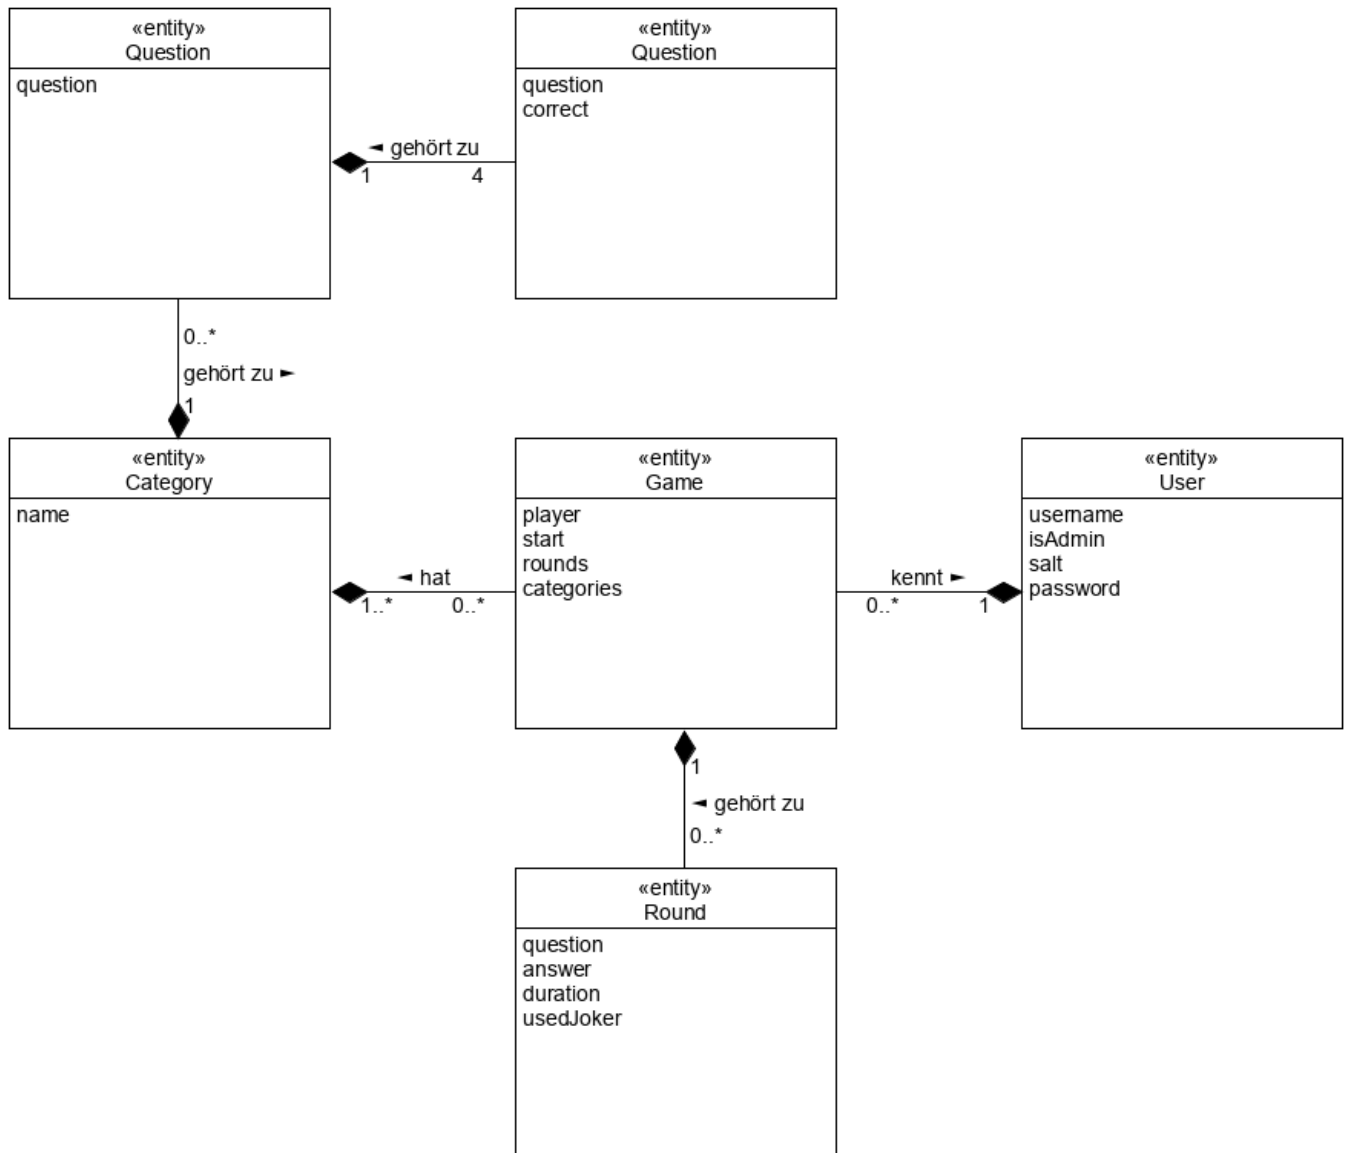 «entity»
Question
question
«entity»
Question
question
correct
◄ gehört zu
1
4
0..*
gehört zu ►
1
«entity»
Category
name
«entity»
Game
player
start
rounds
categories
«entity»
User
username
isAdmin
salt
password
◄ hat
1..*
0..*
kennt ►
0..*
1
1
◄ gehört zu
0..*
«entity»
Round
question
answer
duration
usedJoker